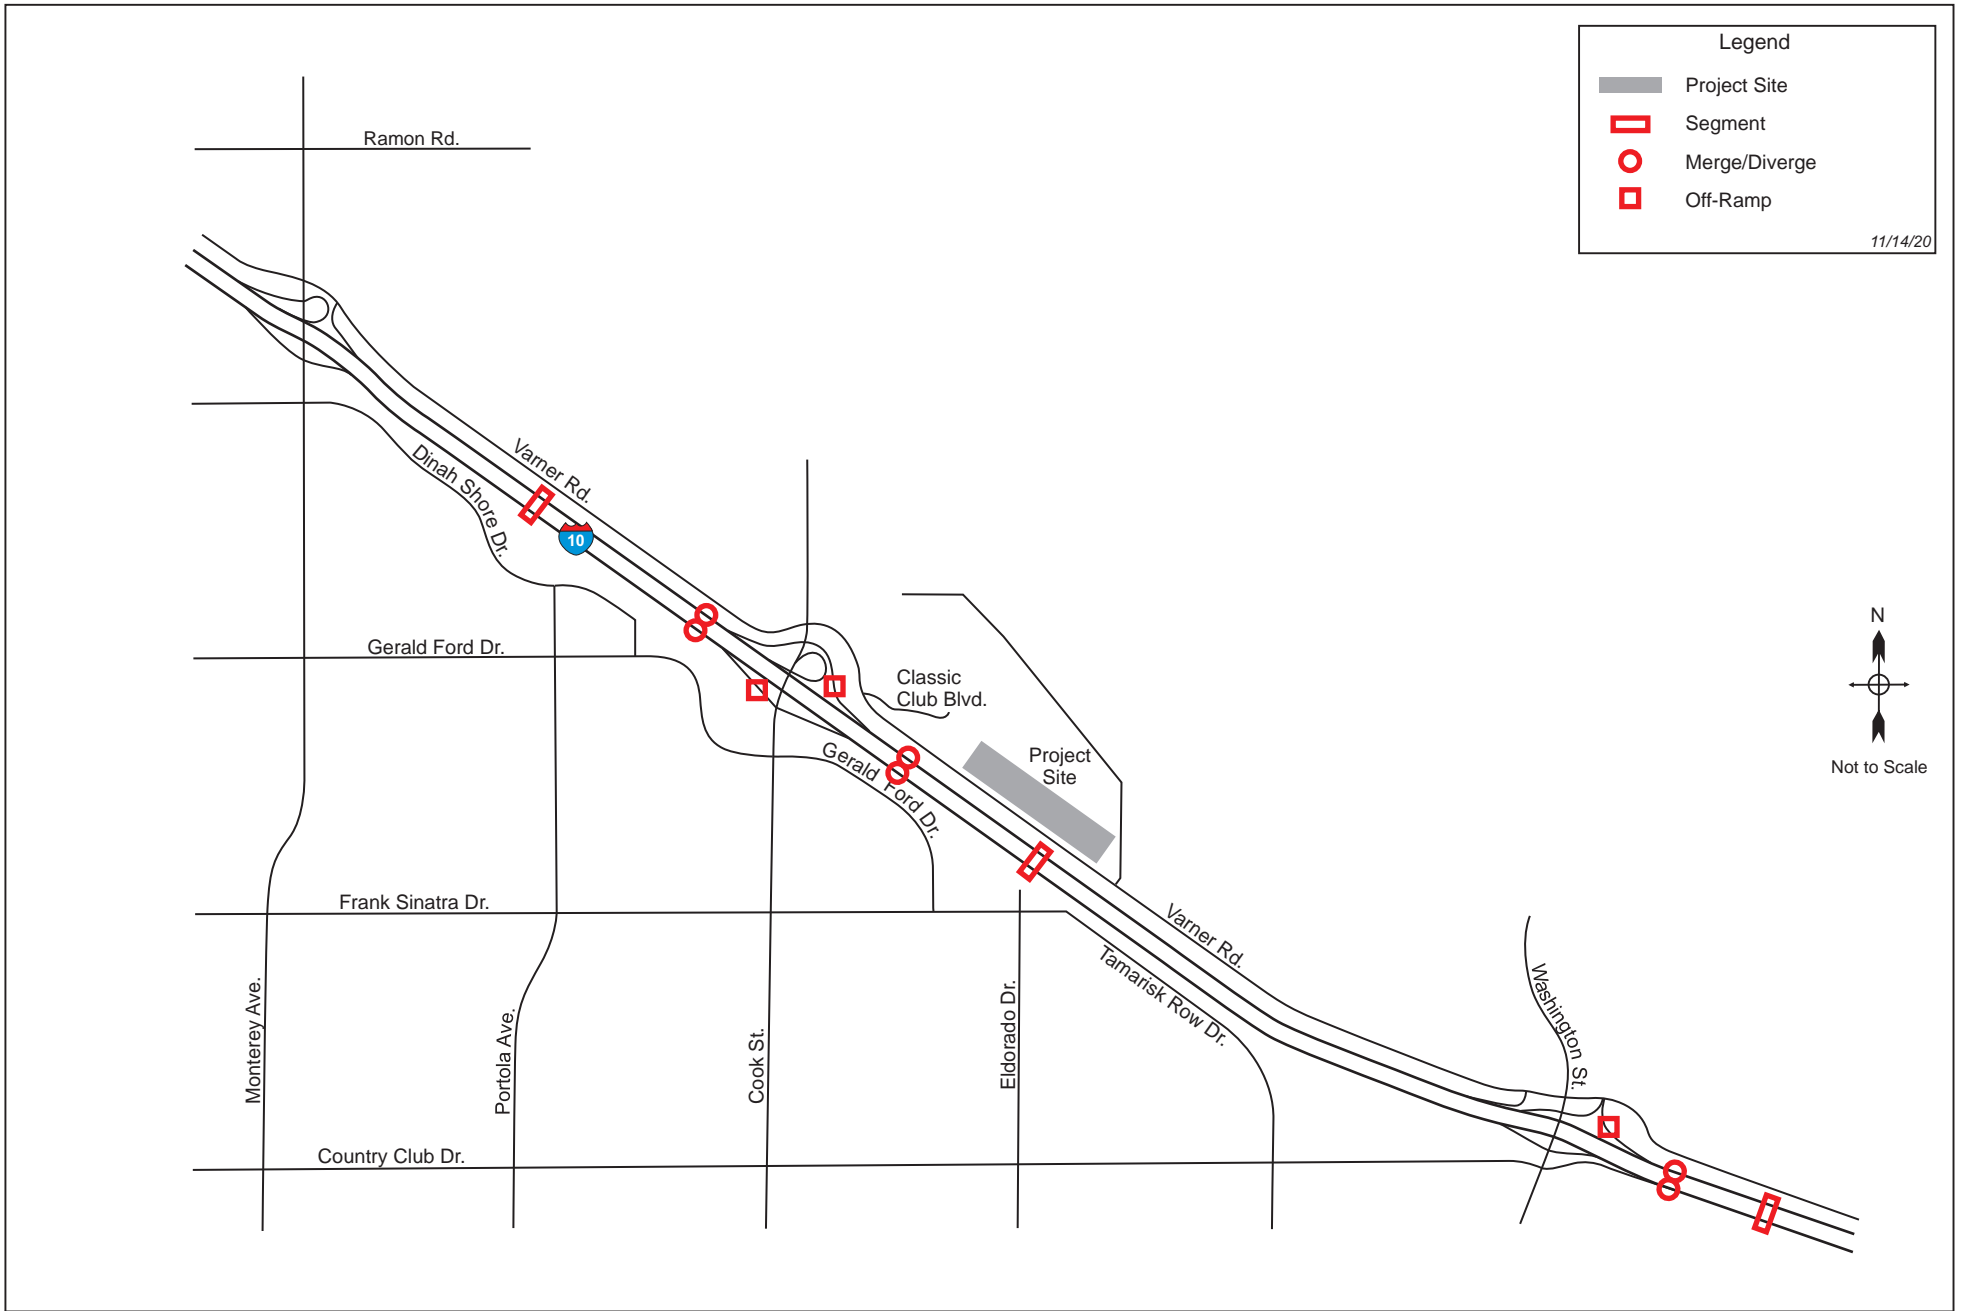 Legend
Project Site
Segment
Merge/Diverge
Off-Ramp
11/14/20
Ramon Rd.
Varner Rd.
Dinah Shore Dr.
10
Gerald Ford Dr.
Classic
Club Blvd.
N
Not to Scale
Project
Site
Gerald Ford Dr.
Frank Sinatra Dr.
Varner Rd.
Tamarisk Row Dr.
Washington St.
Monterey Ave.
Portola Ave.
Cook St.
Eldorado Dr.
Country Club Dr.